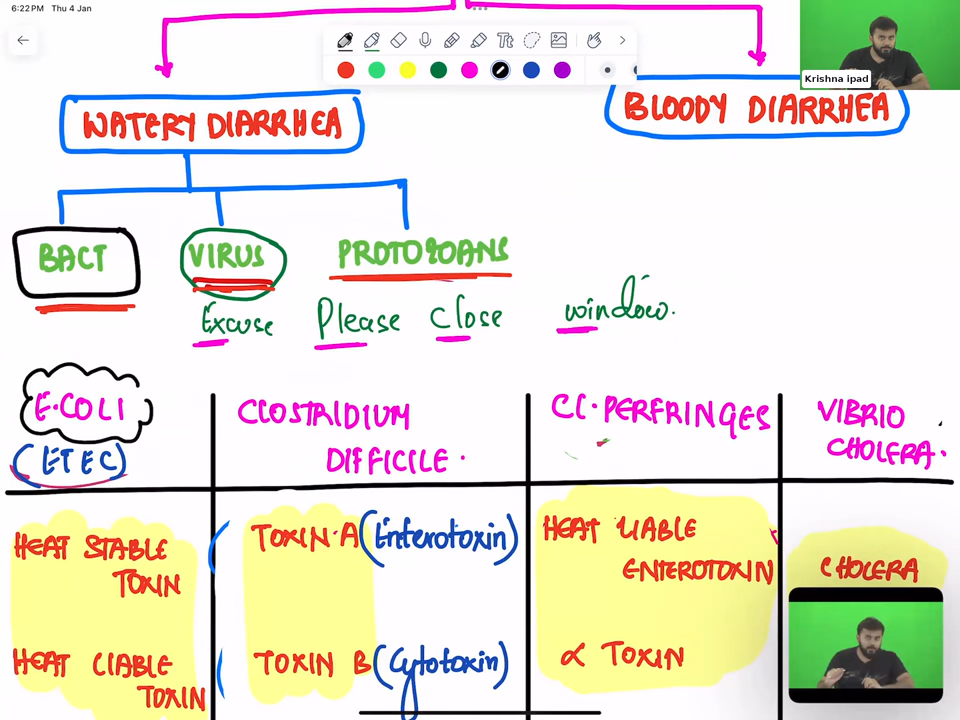 6:22 PM Thu 4 Jan
Tt
Krishna ipad
WATERY DIARRHEA
BLOODY DIARRHEA
BACT
VIRUS
PROTOZOANS
Excuse Please close window.
E.COLI
(ETEC)
CLOSTRIDIUM
DIFFICILE.
CL.PERFRINGES
VIBRIO
CHOLERA.
HEAT STABLE
TOXIN
HEAT LIABLE
TOXIN
TOXIN-A (Enterotoxin)
TOXIN B (Cytotoxin)
HEAT LIABLE
ENTEROTOXIN
α TOXIN
CHOLERA